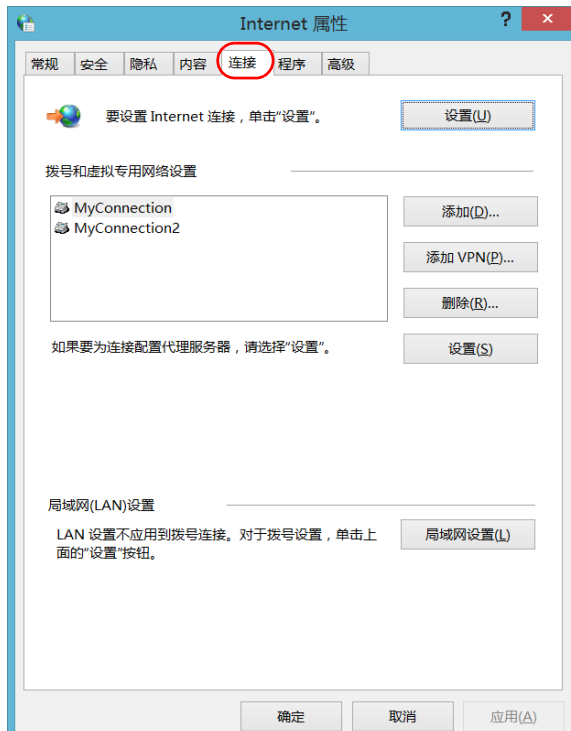 Internet 属性
? ×
常规 安全 隐私 内容 连接 程序 高级
要设置 Internet 连接，单击“设置”。
设置(U)
拨号和虚拟专用网络设置
MyConnection
MyConnection2
添加(D)...
添加 VPN(P)...
删除(R)...
如果要为连接配置代理服务器，请选择“设置”。
设置(S)
局域网(LAN)设置
LAN 设置不应用到拨号连接。对于拨号设置，单击上
面的“设置”按钮。
局域网设置(L)
确定 取消 应用(A)